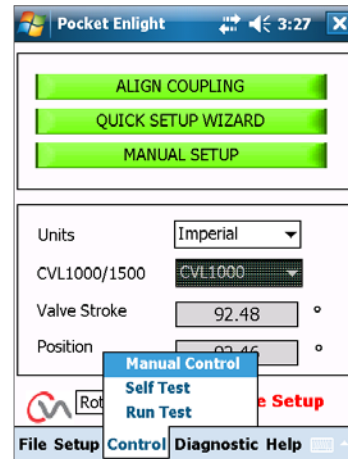 Pocket Enlight 3:27
ALIGN COUPLING
QUICK SETUP WIZARD
MANUAL SETUP
Units Imperial
CVL1000/1500 CVL1000
Valve Stroke 92.48 °
Position °
Manual Control
Self Test
Run Test
Setup
File Setup Control Diagnostic Help